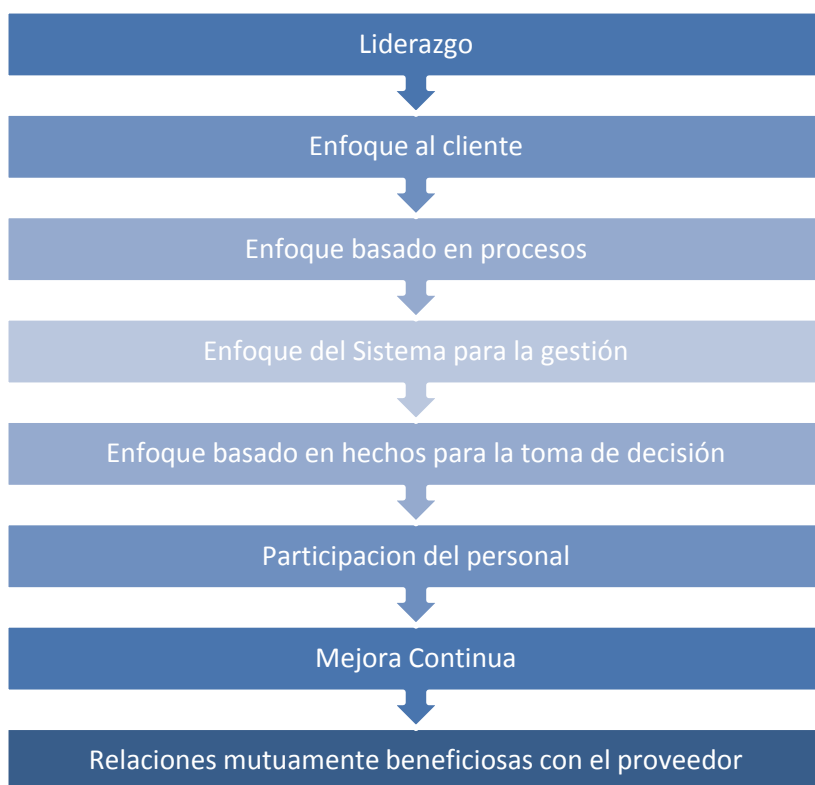 Liderazgo
Enfoque al cliente
Enfoque basado en procesos
Enfoque del Sistema para la gestión
Enfoque basado en hechos para la toma de decisión
Participacion del personal
Mejora Continua
Relaciones mutuamente beneficiosas con el proveedor